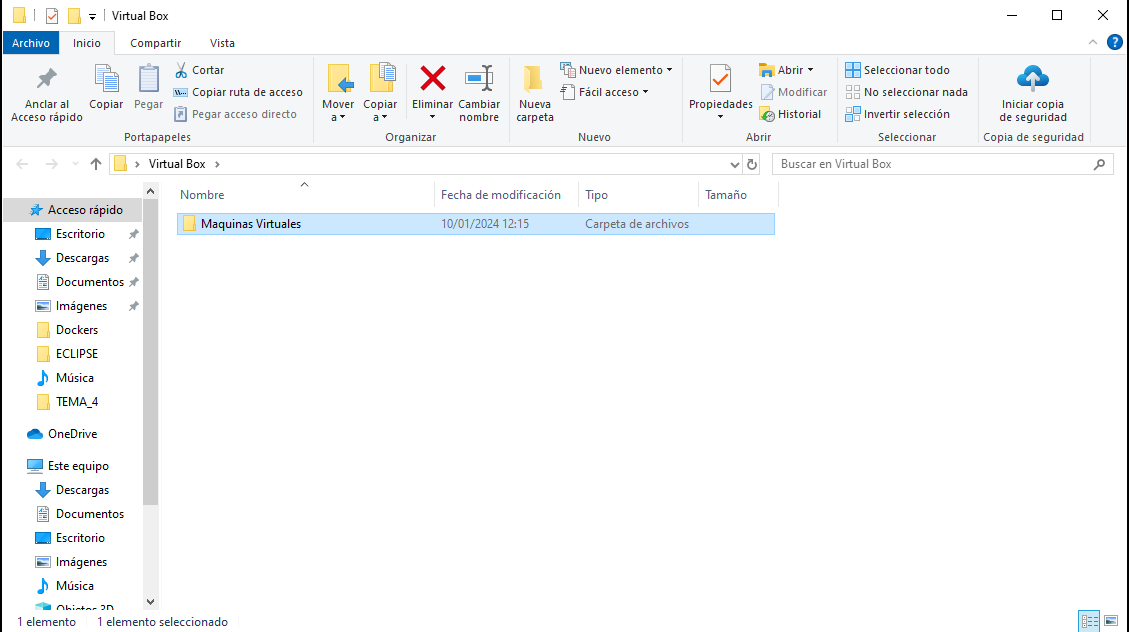 Virtual Box
Archivo Inicio Compartir Vista
Anclar al Acceso rápido
Copiar
Pegar
Cortar
Copiar ruta de acceso
Pegar acceso directo
Portapapeles
Mover a
Copiar a
Eliminar
Cambiar nombre
Organizar
Nueva carpeta
Nuevo elemento
Fácil acceso
Nuevo
Propiedades
Abrir
Modificar
Historial
Abrir
Seleccionar todo
No seleccionar nada
Invertir selección
Seleccionar
Iniciar copia de seguridad
Copia de seguridad
Virtual Box
Buscar en Virtual Box
Nombre Fecha de modificación Tipo Tamaño
Maquinas Virtuales 10/01/2024 12:15 Carpeta de archivos
Acceso rápido
Escritorio
Descargas
Documentos
Imágenes
Dockers
ECLIPSE
Música
TEMA_4
OneDrive
Este equipo
Descargas
Documentos
Escritorio
Imágenes
Música
Objetos 3D
1 elemento 1 elemento seleccionado